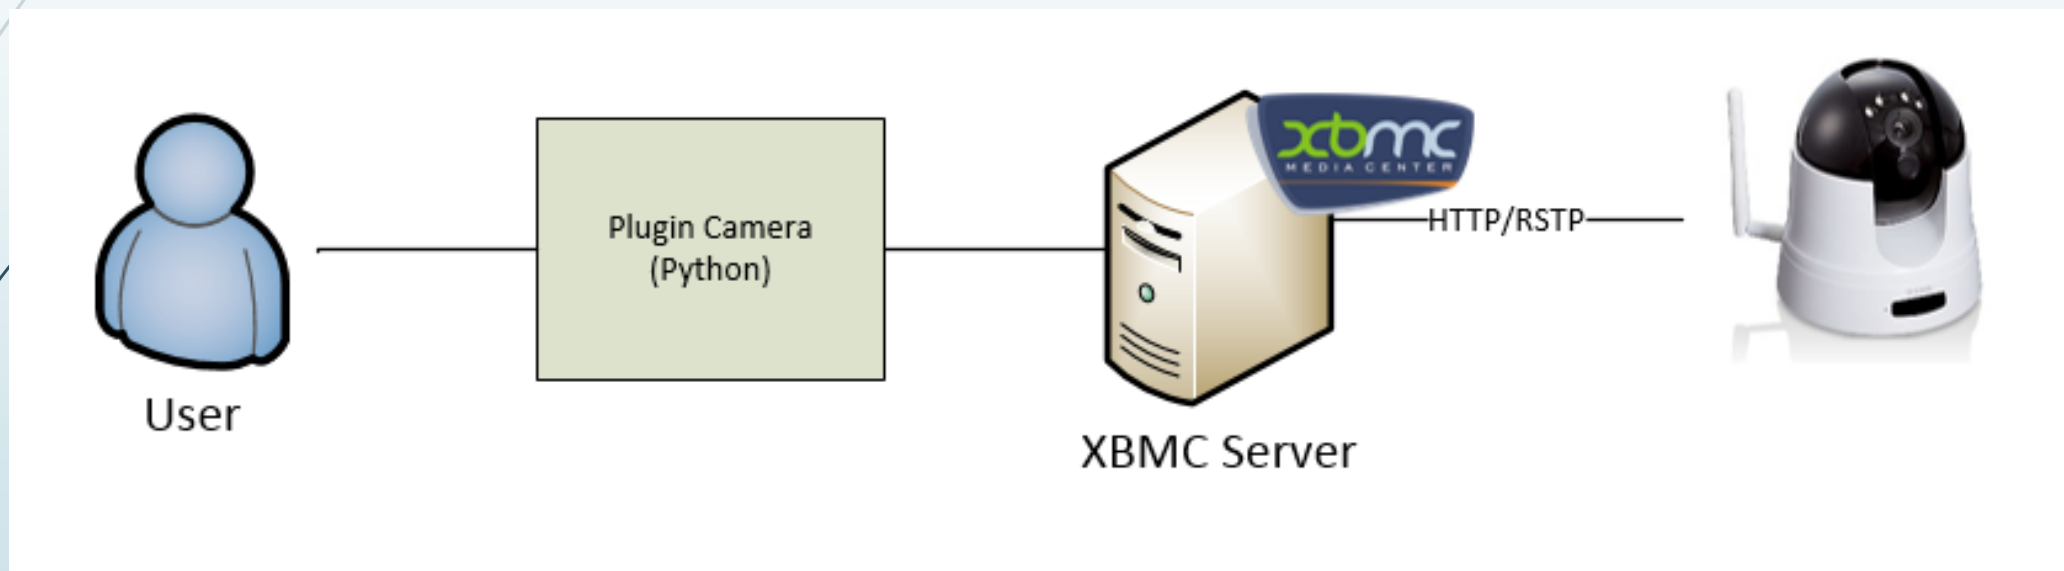 User
Plugin Camera
(Python)
xbmc
MEDIA CENTER
XBMC Server
HTTP/RSTP